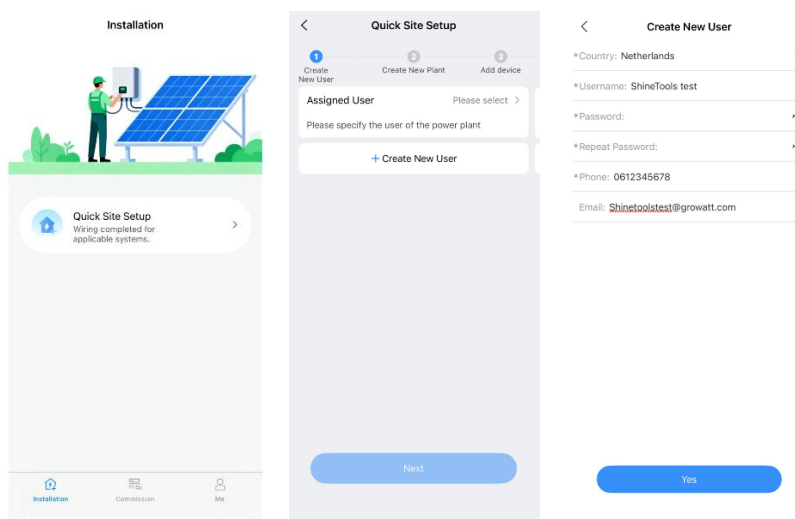 Installation
Quick Site Setup
Wiring completed for
applicable systems.
Installation
Commission
Me
Quick Site Setup
1
2
3
Create
New User
Create New Plant
Add device
Assigned User
Please select >
Please specify the user of the power plant
+ Create New User
Next
Create New User
*Country: Netherlands
*Username: ShineTools test
*Password:
*Repeat Password:
*Phone: 0612345678
Email: Shinetoolstest@growatt.com
Yes